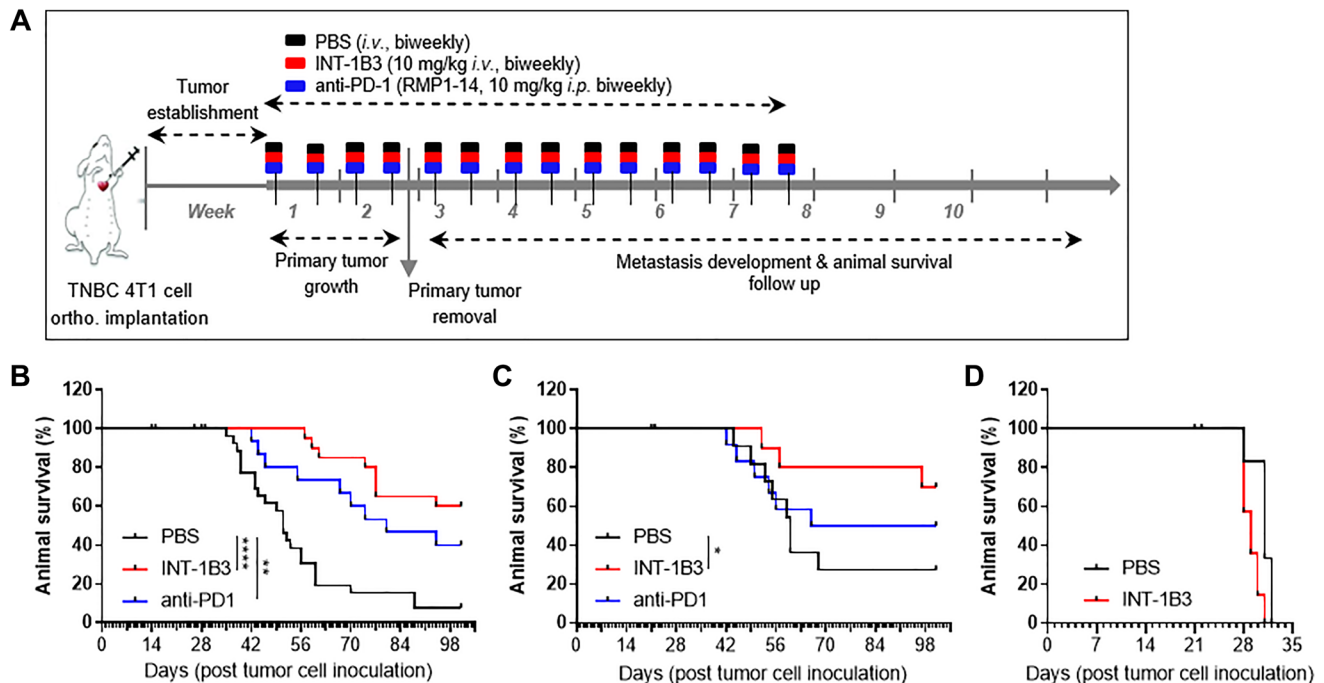 A
PBS (i.v., biweekly)
INT-1B3 (10 mg/kg i.v., biweekly)
anti-PD-1 (RMP1-14, 10 mg/kg i.p. biweekly)
Tumor
establishment
Week 1 2 3 4 5 6 7 8 9 10
Primary tumor
growth
Primary tumor
removal
Metastasis development & animal survival
follow up
TNBC 4T1 cell
ortho. implantation
B
Animal survival (%)
120
100
80
60
40
20
0
PBS
INT-1B3
anti-PD1
****
**
0 14 28 42 56 70 84 98
Days (post tumor cell inoculation)
C
Animal survival (%)
120
100
80
60
40
20
0
PBS
INT-1B3
anti-PD1
*
0 14 28 42 56 70 84 98
Days (post tumor cell inoculation)
D
Animal survival (%)
120
100
80
60
40
20
0
PBS
INT-1B3
0 7 14 21 28 35
Days (post tumor cell inoculation)